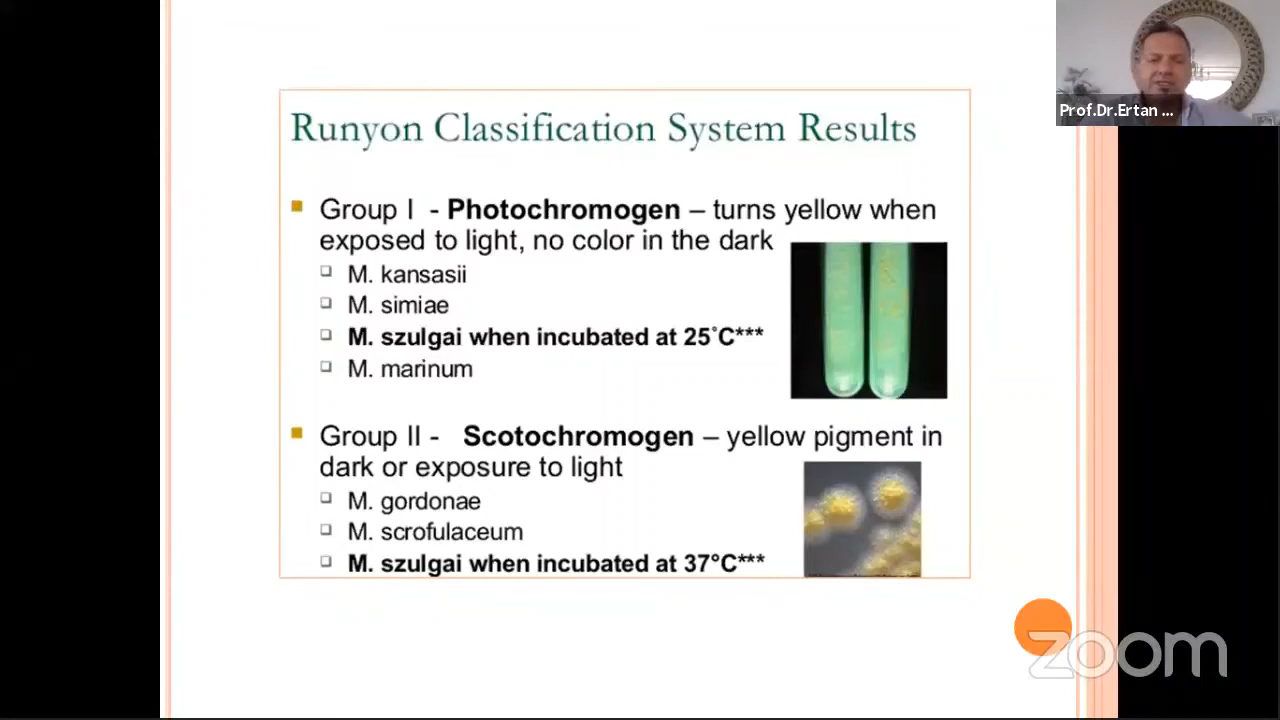 Prof.Dr.Ertan ...
Runyon Classification System Results
Group I - Photochromogen – turns yellow when
exposed to light, no color in the dark
M. kansasii
M. simiae
M. szulgai when incubated at 25˚C***
M. marinum
Group II - Scotochromogen – yellow pigment in
dark or exposure to light
M. gordonae
M. scrofulaceum
M. szulgai when incubated at 37°C***
zoom